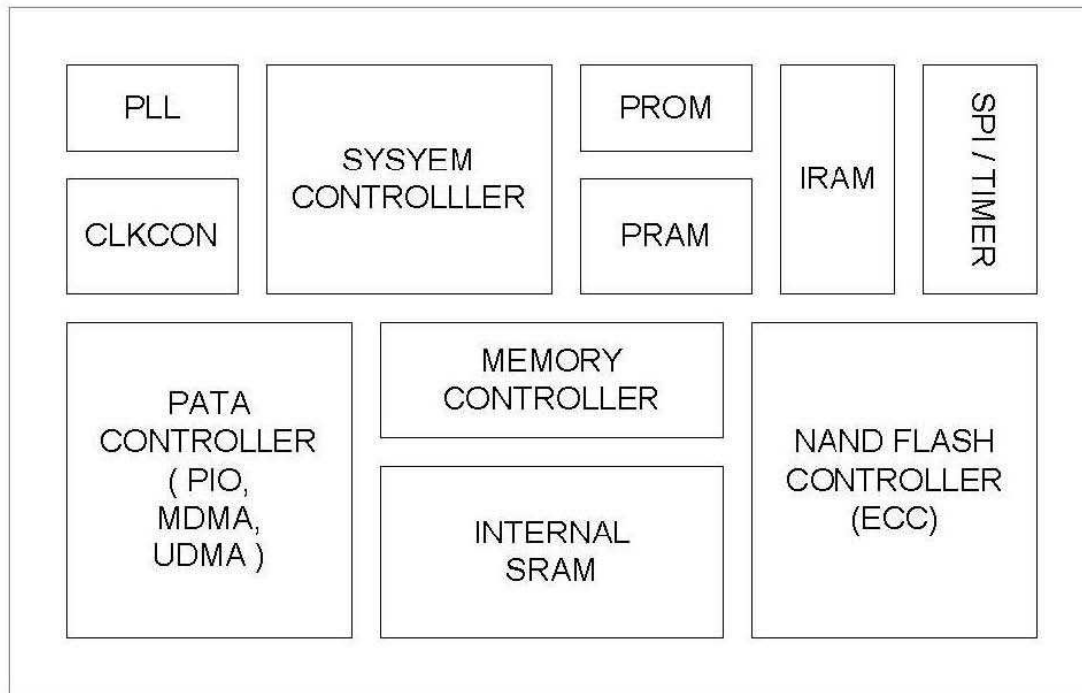 PLL
CLKCON
SYSYEM
CONTROLLLER
PROM
PRAM
IRAM
SPI / TIMER
PATA
CONTROLLER
( PIO,
MDMA,
UDMA )
MEMORY
CONTROLLER
INTERNAL
SRAM
NAND FLASH
CONTROLLER
(ECC)